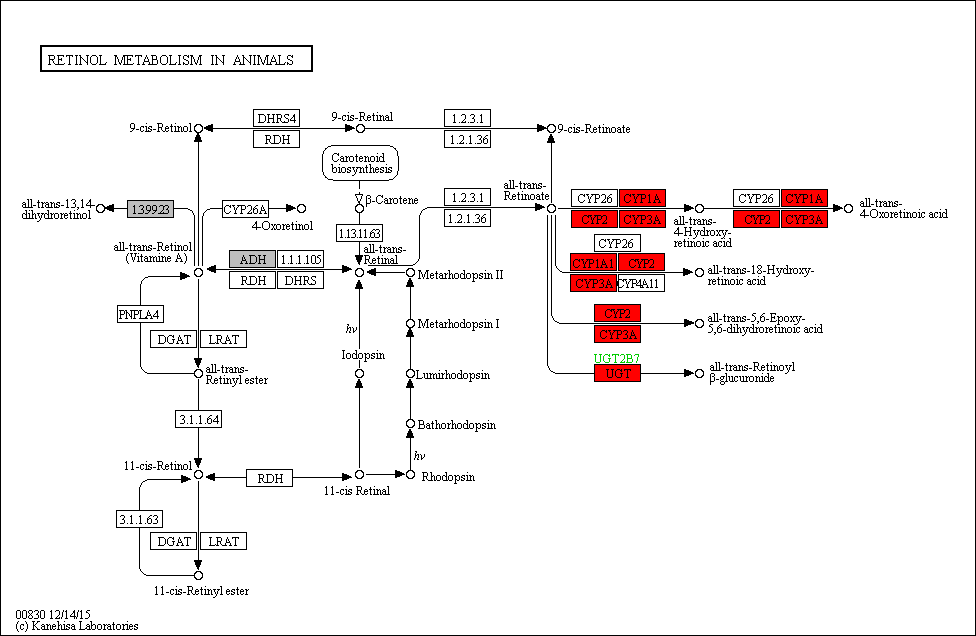 RETINOL METABOLISM IN ANIMALS
DHRS4
9-cis-Retinal
1.2.3.1
9-cis-Retinol
9-cis-Retinoate
RDH
1.2.1.36
Carotenoid
biosynthesis
all-trans-
Retinoate
1.2.3.1
CYP26
CYP1A
CYP26
CYP1A
all-trans-13,14-
dihydroretinol
1.3.99.23
CYP26A
β-Carotene
all-trans-
4-Oxoretinoic acid
1.2.1.36
CYP2
CYP3A
CYP2
CYP3A
4-Oxoretinol
1.13.11.63
all-trans-
4-Hydroxy-
retinoic acid
all-trans-Retinol
(Vitamine A)
all-trans-
Retinal
CYP26
ADH
1.1.1.105
CYP1A1
CYP2
RDH
DHRS
Metarhodopsin II
CYP3A
CYP4A11
all-trans-18-Hydroxy-
retinoic acid
PNPLA4
CYP2
hν
Metarhodopsin I
all-trans-5,6-Epoxy-
5,6-dihydroretinoic acid
DGAT
LRAT
CYP3A
Iodopsin
UGT2B7
all-trans-
Retinyl ester
Lumirhodopsin
UGT
all-trans-Retinoyl
β-glucuronide
3.1.1.64
Bathorhodopsin
hν
11-cis-Retinol
RDH
Rhodopsin
11-cis Retinal
3.1.1.63
DGAT
LRAT
11-cis-Retinyl ester
00830 12/14/15
(c) Kanehisa Laboratories